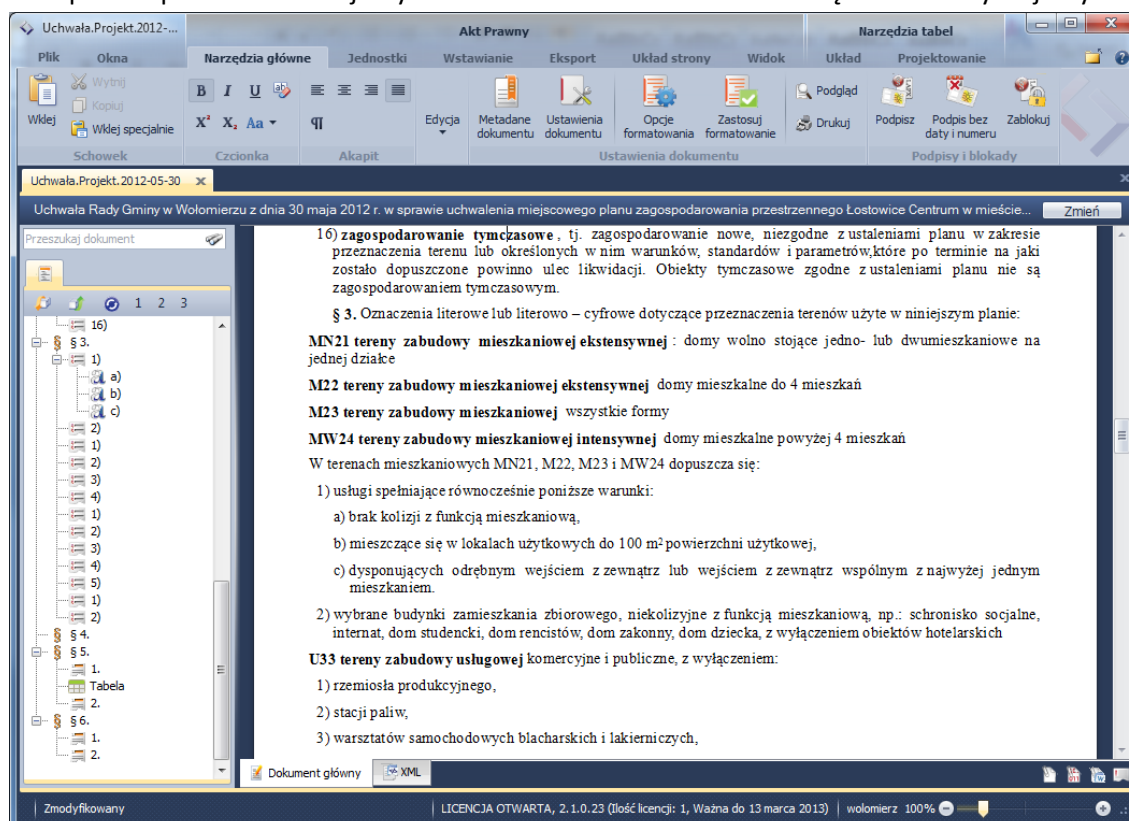 Uchwała.Projekt.2012-...
Akt Prawny
Narzędzia tabel
Plik Okna Narzędzia główne Jednostki Wstawianie Eksport Układ strony Widok Układ Projektowanie
Wklej
Wytnij
Kopiuj
Wklej specjalnie
Schowek
B I U ab
X² X₂ Aa
Czcionka
¶
Akapit
Edycja
Metadane dokumentu
Ustawienia dokumentu
Opcje formatowania
Zastosuj formatowanie
Ustawienia dokumentu
Podgląd
Drukuj
Podpisz
Podpis bez daty i numeru
Zablokuj
Podpisy i blokady
Uchwała.Projekt.2012-05-30 x
Uchwała Rady Gminy w Wołomierzu z dnia 30 maja 2012 r. w sprawie uchwalenia miejscowego planu zagospodarowania przestrzennego Łostowice Centrum w mieście... Zmień
Przeszukaj dokument
1 2 3
16)
§ § 3.
1)
a)
b)
c)
2)
1)
2)
3)
4)
1)
2)
3)
4)
5)
1)
2)
§ § 4.
§ § 5.
1.
Tabela
2.
§ § 6.
1.
2.
16) zagospodarowanie tymczasowe , tj. zagospodarowanie nowe, niezgodne z ustaleniami planu w zakresie
przeznaczenia terenu lub określonych w nim warunków, standardów i parametrów,które po terminie na jaki
zostało dopuszczone powinno ulec likwidacji. Obiekty tymczasowe zgodne z ustaleniami planu nie są
zagospodarowaniem tymczasowym.
§ 3. Oznaczenia literowe lub literowo – cyfrowe dotyczące przeznaczenia terenów użyte w niniejszym planie:
MN21 tereny zabudowy mieszkaniowej ekstensywnej : domy wolno stojące jedno- lub dwumieszkaniowe na
jednej działce
M22 tereny zabudowy mieszkaniowej ekstensywnej domy mieszkalne do 4 mieszkań
M23 tereny zabudowy mieszkaniowej wszystkie formy
MW24 tereny zabudowy mieszkaniowej intensywnej domy mieszkalne powyżej 4 mieszkań
W terenach mieszkaniowych MN21, M22, M23 i MW24 dopuszcza się:
1) usługi spełniające równocześnie poniższe warunki:
a) brak kolizji z funkcją mieszkaniową,
b) mieszczące się w lokalach użytkowych do 100 m² powierzchni użytkowej,
c) dysponujących odrębnym wejściem z zewnątrz lub wejściem z zewnątrz wspólnym z najwyżej jednym
mieszkaniem.
2) wybrane budynki zamieszkania zbiorowego, niekolizyjne z funkcją mieszkaniową, np.: schronisko socjalne,
internat, dom studencki, dom rencistów, dom zakonny, dom dziecka, z wyłączeniem obiektów hotelarskich
U33 tereny zabudowy usługowej komercyjne i publiczne, z wyłączeniem:
1) rzemiosła produkcyjnego,
2) stacji paliw,
3) warsztatów samochodowych blacharskich i lakierniczych,
Dokument główny XML
Zmodyfikowany
LICENCJA OTWARTA, 2.1.0.23 (Ilość licencji: 1, Ważna do 13 marca 2013) wolomierz 100%